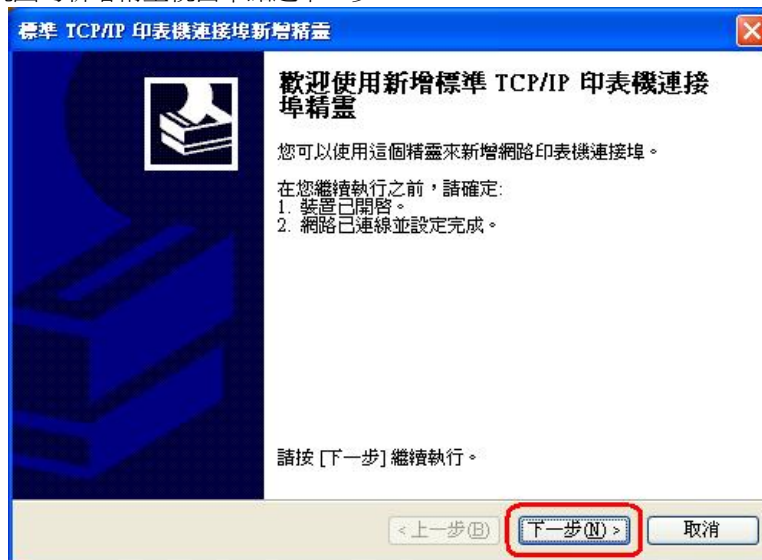 標準 TCP/IP 印表機連接埠新增精靈
歡迎使用新增標準 TCP/IP 印表機連接
埠精靈
您可以使用這個精靈來新增網路印表機連接埠。
在您繼續執行之前，請確定:
1. 裝置已開啓。
2. 網路已連線並設定完成。
請按 [下一步] 繼續執行。
<上一步(B)
下一步(N) >
取消